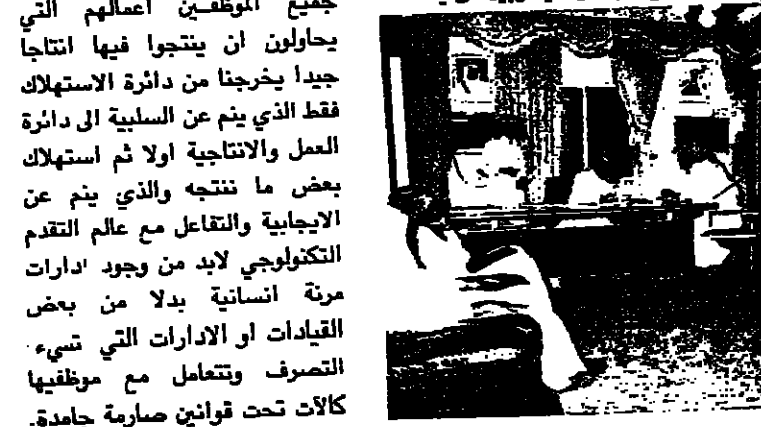 جميع الموظفين اعمالهم التي
يحاولون ان ينتجوا فيها انتاجا
جيدا يخرجنا من دائرة الاستهلاك
فقط الذي ينم عن السلبية الى دائرة
العمل والانتاجية اولا ثم استهلاك
بعض ما ننتجه والذي ينم عن
الايجابية والتفاعل مع عالم التقدم
التكنولوجي لابد من وجود ادارات
مرنة انسانية بدلا من بعض
القيادات او الادارات التي تسيء
التصرف وتتعامل مع موظفيها
كالآت تحت قوانين صارمة جامدة.